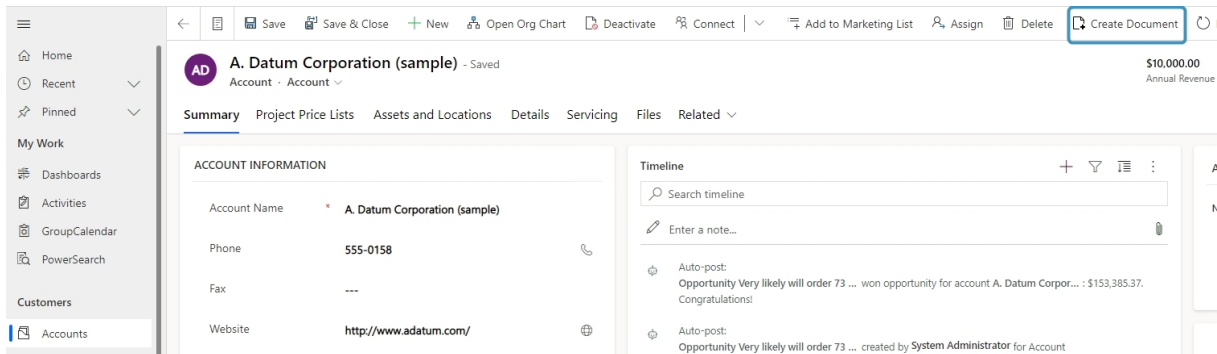 Save Save & Close New Open Org Chart Deactivate Connect Add to Marketing List Assign Delete Create Document
Home
Recent
Pinned
My Work
Dashboards
Activities
GroupCalendar
PowerSearch
Customers
Accounts
AD
A. Datum Corporation (sample) - Saved
Account · Account
$10,000.00
Annual Revenue
Summary Project Price Lists Assets and Locations Details Servicing Files Related
ACCOUNT INFORMATION
Account Name * A. Datum Corporation (sample)
Phone 555-0158
Fax ---
Website http://www.adatum.com/
Timeline
Search timeline
Enter a note...
Auto-post:
Opportunity Very likely will order 73 ... won opportunity for account A. Datum Corpor... : $153,385.37.
Congratulations!
Auto-post:
Opportunity Very likely will order 73 ... created by System Administrator for Account